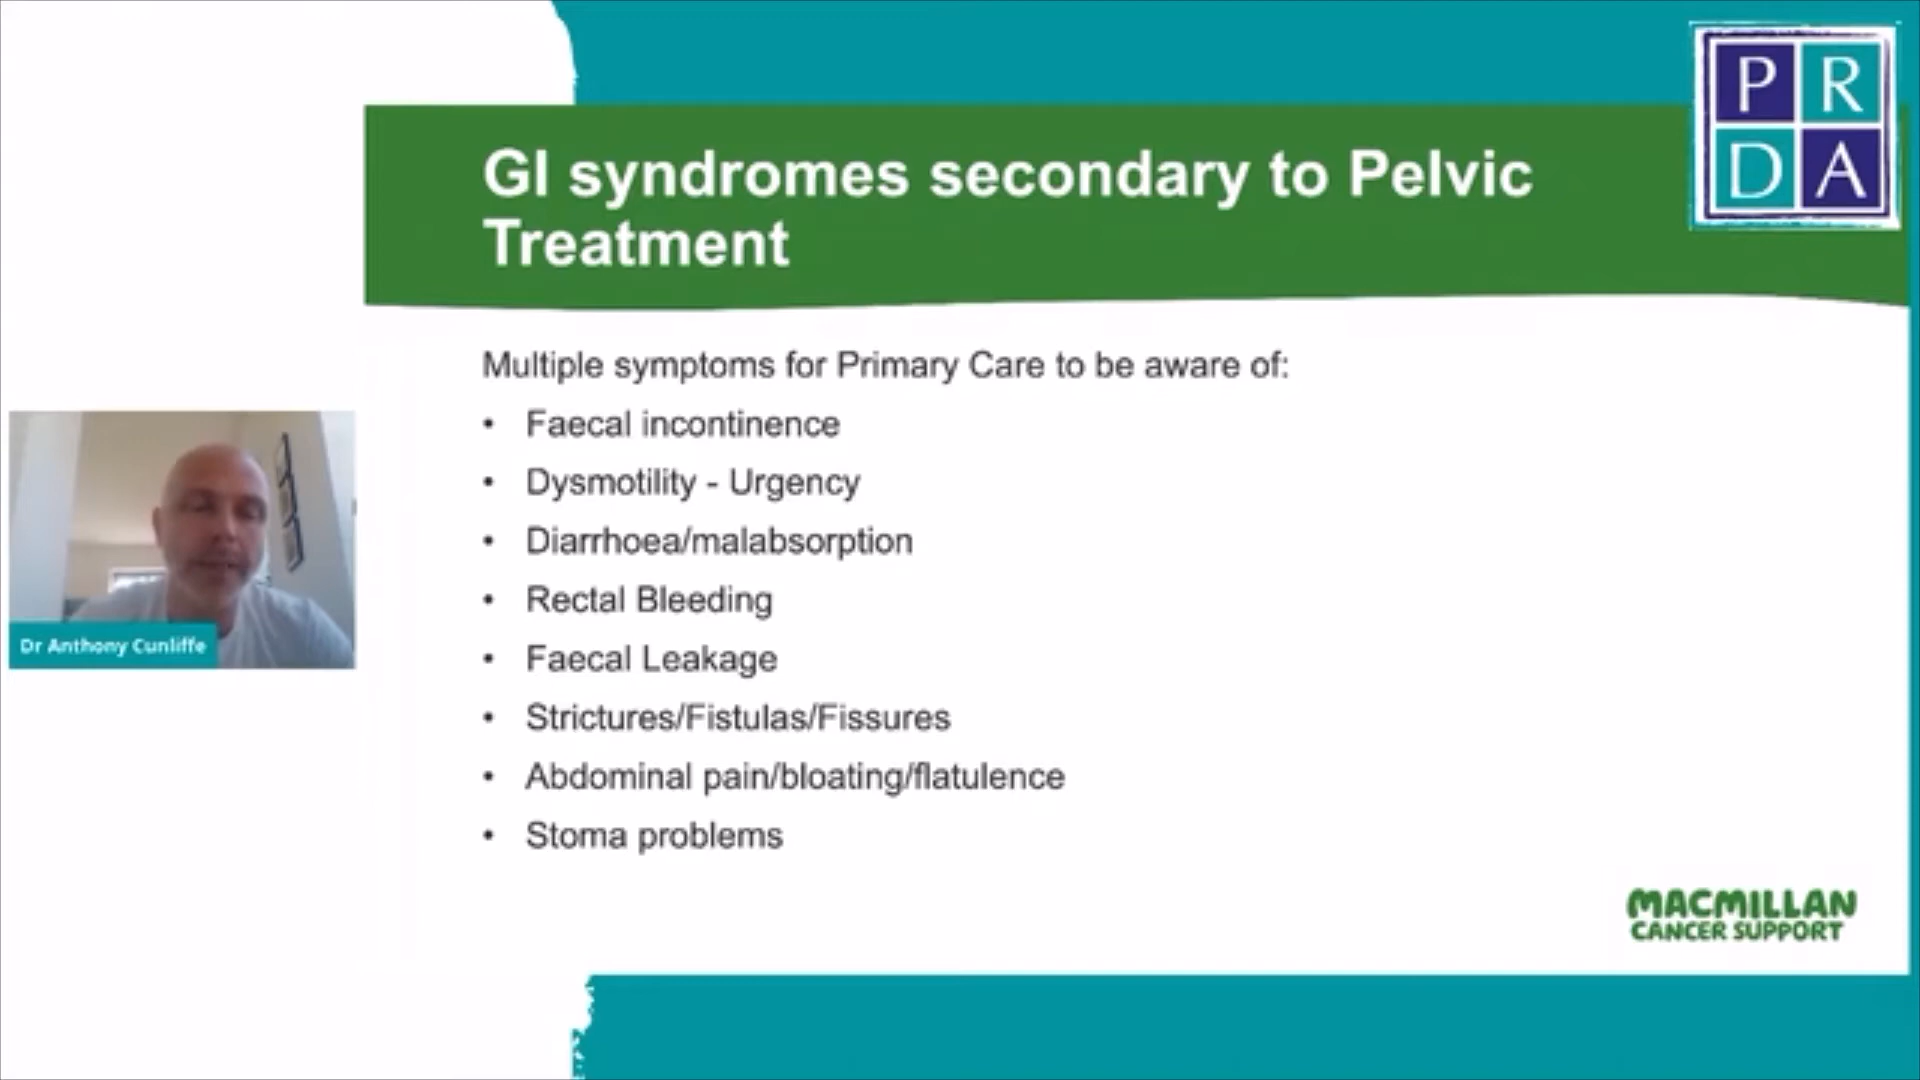 P R
D A
GI syndromes secondary to Pelvic
Treatment
Multiple symptoms for Primary Care to be aware of:
• Faecal incontinence
• Dysmotility - Urgency
• Diarrhoea/malabsorption
• Rectal Bleeding
• Faecal Leakage
• Strictures/Fistulas/Fissures
• Abdominal pain/bloating/flatulence
• Stoma problems
Dr Anthony Cunliffe
MACMILLAN
CANCER SUPPORT